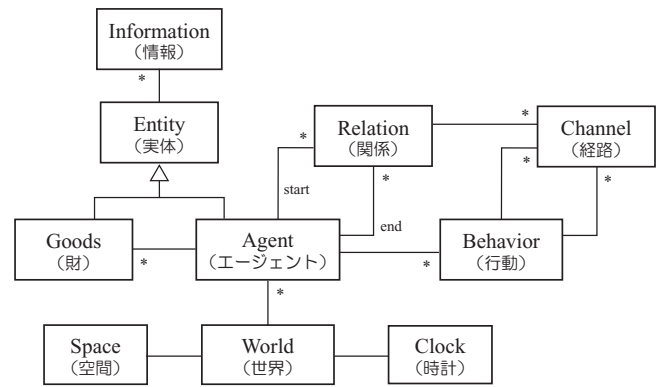 Information
（情報）
*
Entity
（実体）
*
Relation
（関係）
*
*
Channel
（経路）
*
*
start
end
Goods
（財）
*
Agent
（エージェント）
*
Behavior
（行動）
*
Space
（空間）
World
（世界）
Clock
（時計）